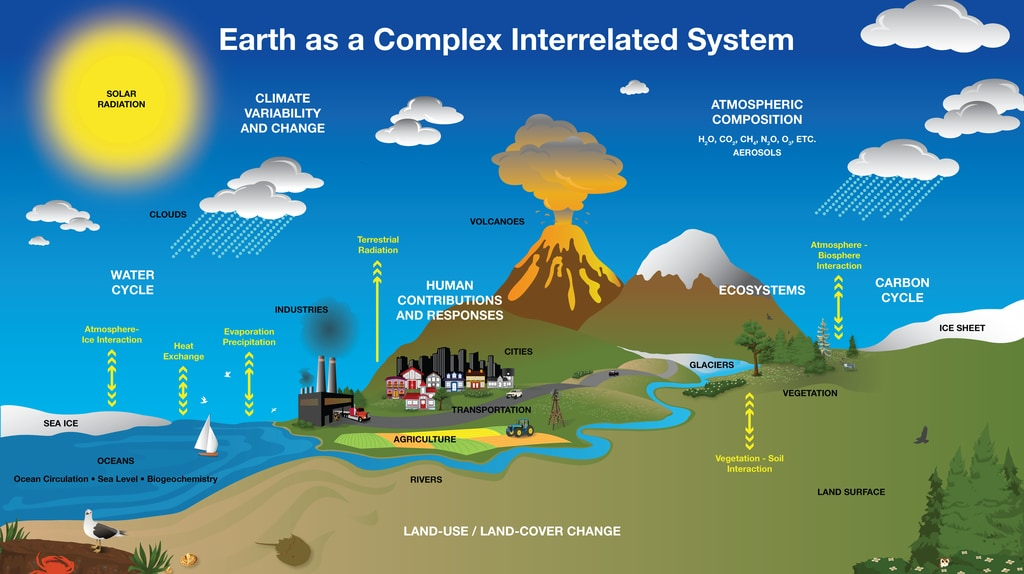 Earth as a Complex Interrelated System
SOLAR
RADIATION
CLIMATE
VARIABILITY
AND CHANGE
ATMOSPHERIC
COMPOSITION
H₂O, CO₂, CH₄, N₂O, O₃, ETC.
AEROSOLS
CLOUDS
VOLCANOES
Terrestrial
Radiation
Atmosphere -
Biosphere
Interaction
WATER
CYCLE
HUMAN
CONTRIBUTIONS
AND RESPONSES
ECOSYSTEMS
CARBON
CYCLE
INDUSTRIES
Atmosphere-
Ice Interaction
Heat
Exchange
Evaporation
Precipitation
ICE SHEET
CITIES
GLACIERS
VEGETATION
TRANSPORTATION
SEA ICE
AGRICULTURE
OCEANS
Ocean Circulation • Sea Level • Biogeochemistry
RIVERS
Vegetation - Soil
Interaction
LAND SURFACE
LAND-USE / LAND-COVER CHANGE